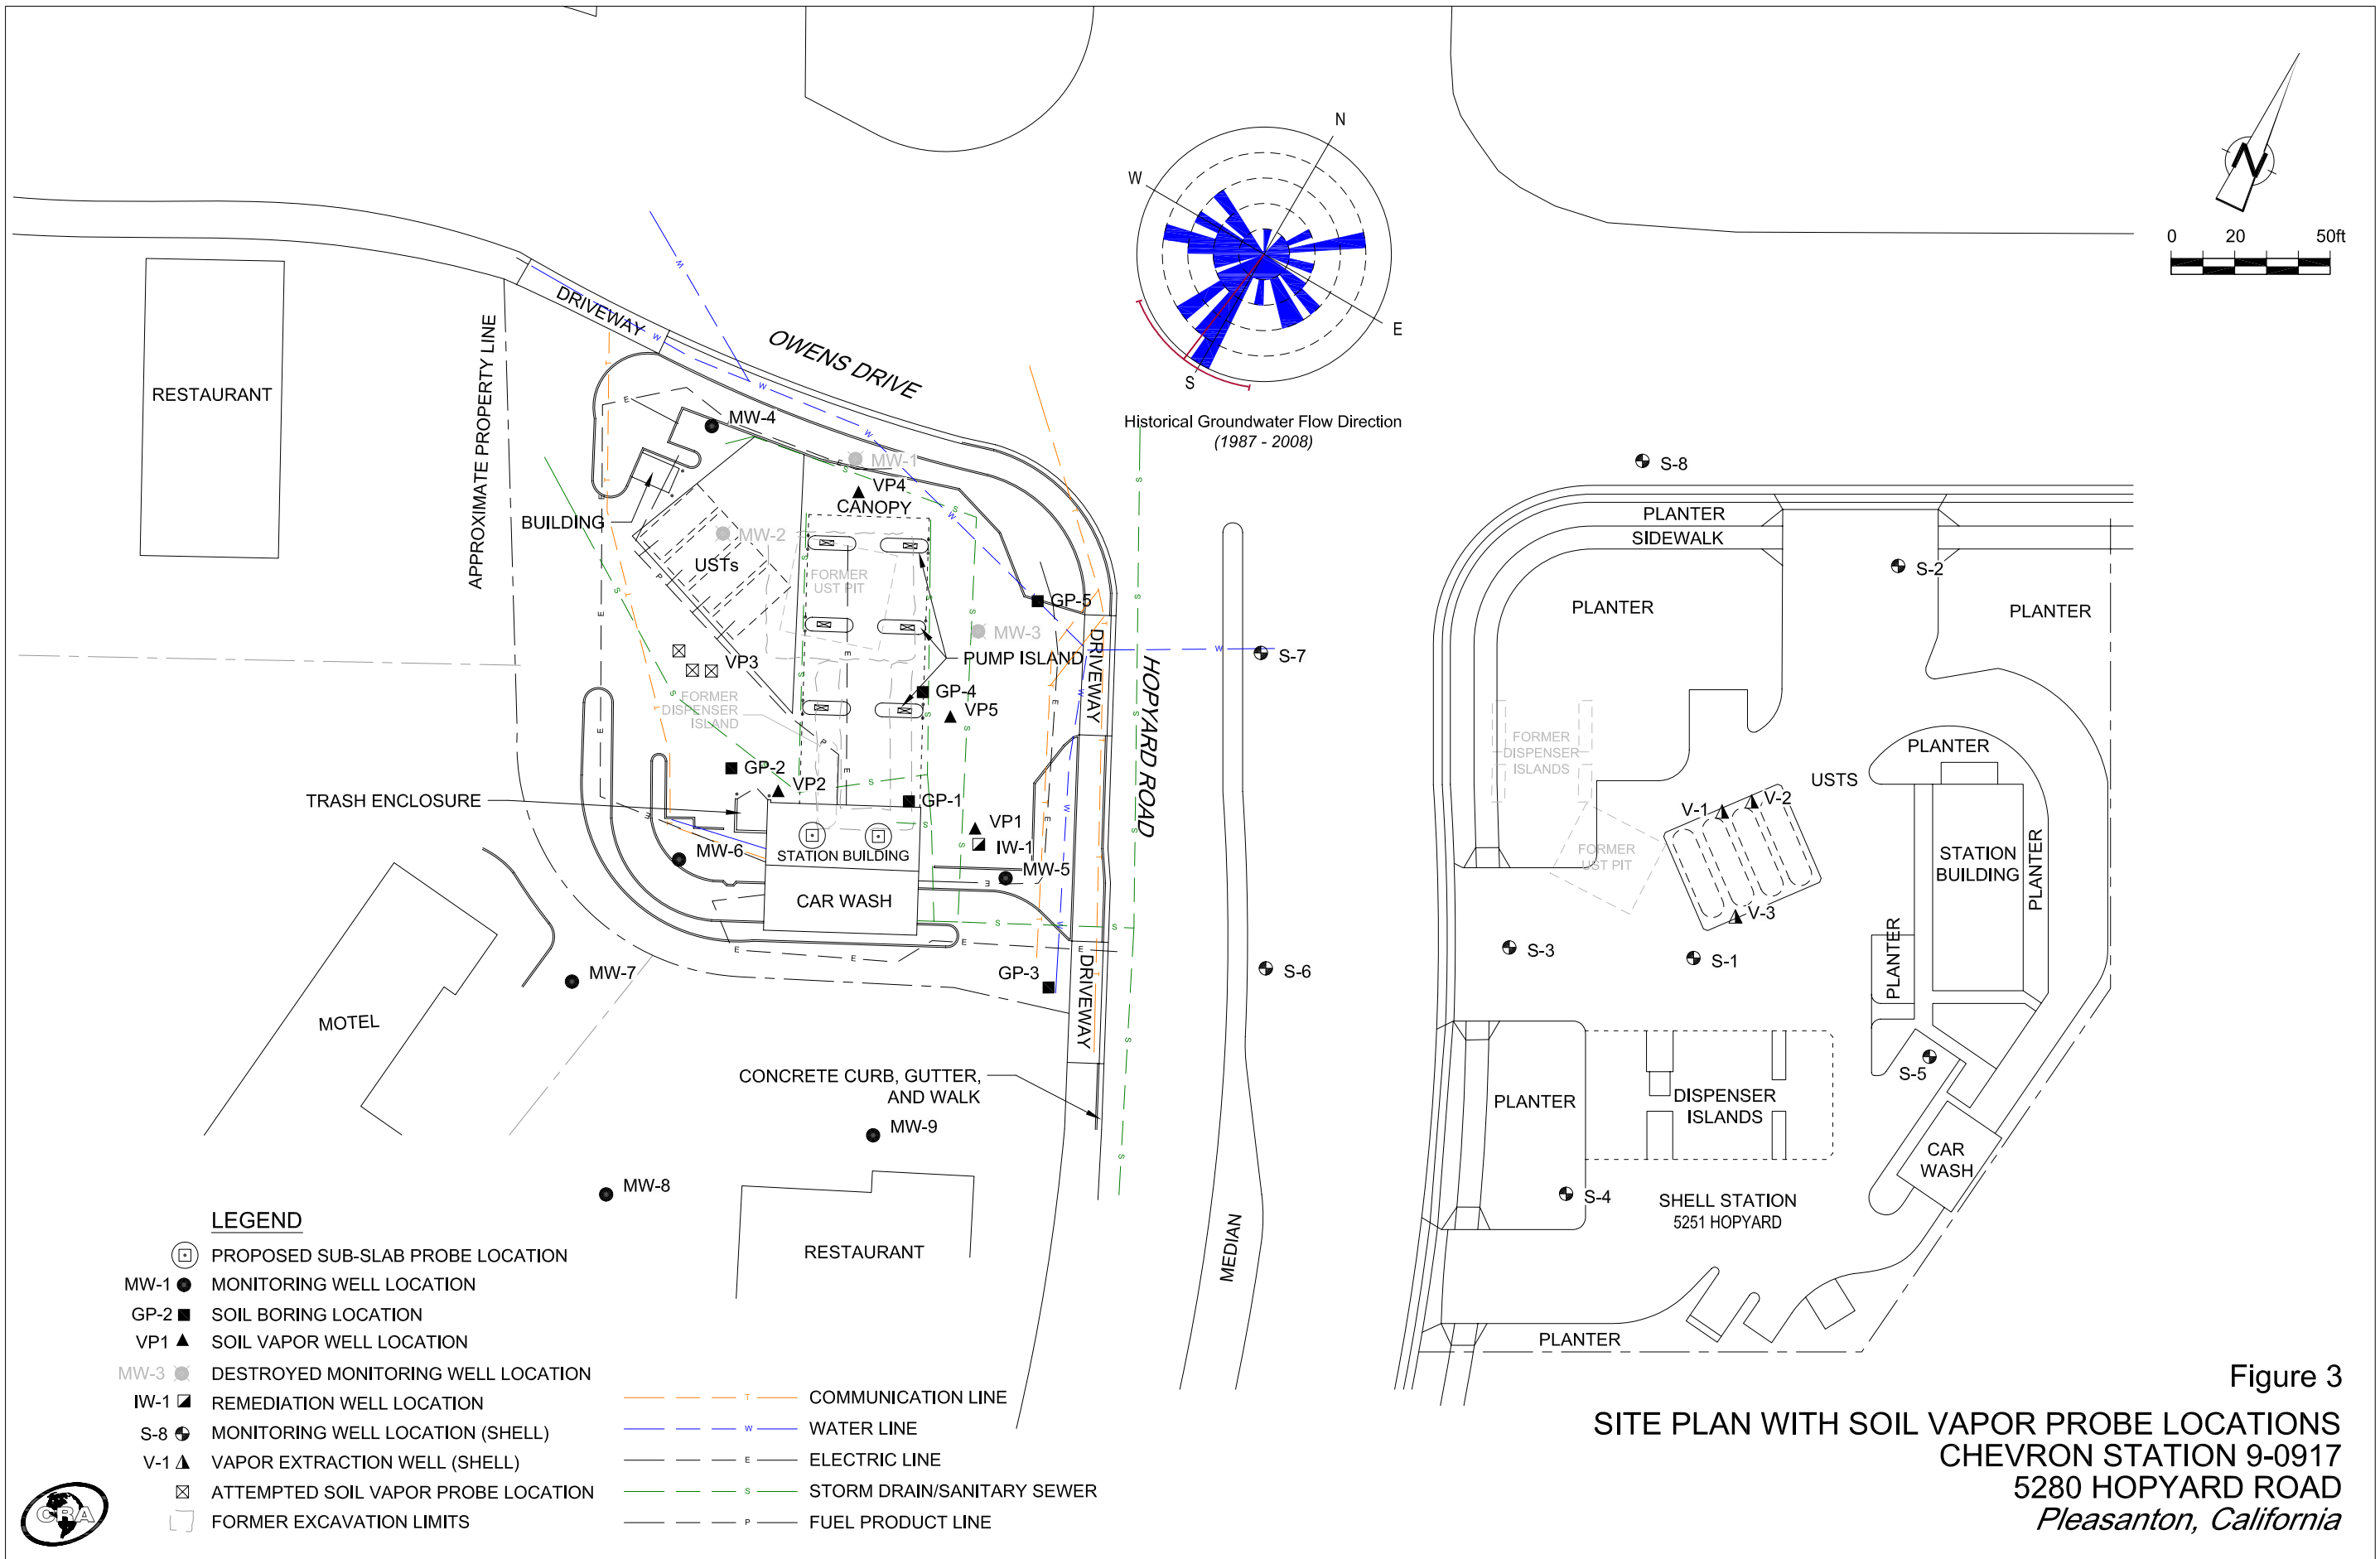 N
W
E
S
Historical Groundwater Flow Direction
(1987 - 2008)
N
0 20 50ft
RESTAURANT
APPROXIMATE PROPERTY LINE
DRIVEWAY
OWENS DRIVE
MW-4
MW-1
VP4
CANOPY
BUILDING
MW-2
USTs
FORMER
UST PIT
GP-5
MW-3
PUMP ISLAND
DRIVEWAY
HOPYARD ROAD
VP3
FORMER
DISPENSER
ISLAND
GP-4
VP5
GP-2
VP2
TRASH ENCLOSURE
GP-1
VP1
IW-1
MW-6
STATION BUILDING
MW-5
CAR WASH
MW-7
MOTEL
GP-3
DRIVEWAY
CONCRETE CURB, GUTTER,
AND WALK
MW-9
MW-8
RESTAURANT
MEDIAN
S-7
S-6
S-8
PLANTER
SIDEWALK
S-2
PLANTER
PLANTER
FORMER
DISPENSER
ISLANDS
PLANTER
USTS
V-1
V-2
FORMER
UST PIT
STATION
BUILDING
PLANTER
V-3
S-3
S-1
PLANTER
S-5
PLANTER
DISPENSER
ISLANDS
CAR
WASH
S-4
SHELL STATION
5251 HOPYARD
PLANTER
LEGEND
PROPOSED SUB-SLAB PROBE LOCATION
MW-1 MONITORING WELL LOCATION
GP-2 SOIL BORING LOCATION
VP1 SOIL VAPOR WELL LOCATION
MW-3 DESTROYED MONITORING WELL LOCATION
IW-1 REMEDIATION WELL LOCATION
S-8 MONITORING WELL LOCATION (SHELL)
V-1 VAPOR EXTRACTION WELL (SHELL)
ATTEMPTED SOIL VAPOR PROBE LOCATION
FORMER EXCAVATION LIMITS
T COMMUNICATION LINE
W WATER LINE
E ELECTRIC LINE
S STORM DRAIN/SANITARY SEWER
P FUEL PRODUCT LINE
CRA
Figure 3
SITE PLAN WITH SOIL VAPOR PROBE LOCATIONS
CHEVRON STATION 9-0917
5280 HOPYARD ROAD
Pleasanton, California